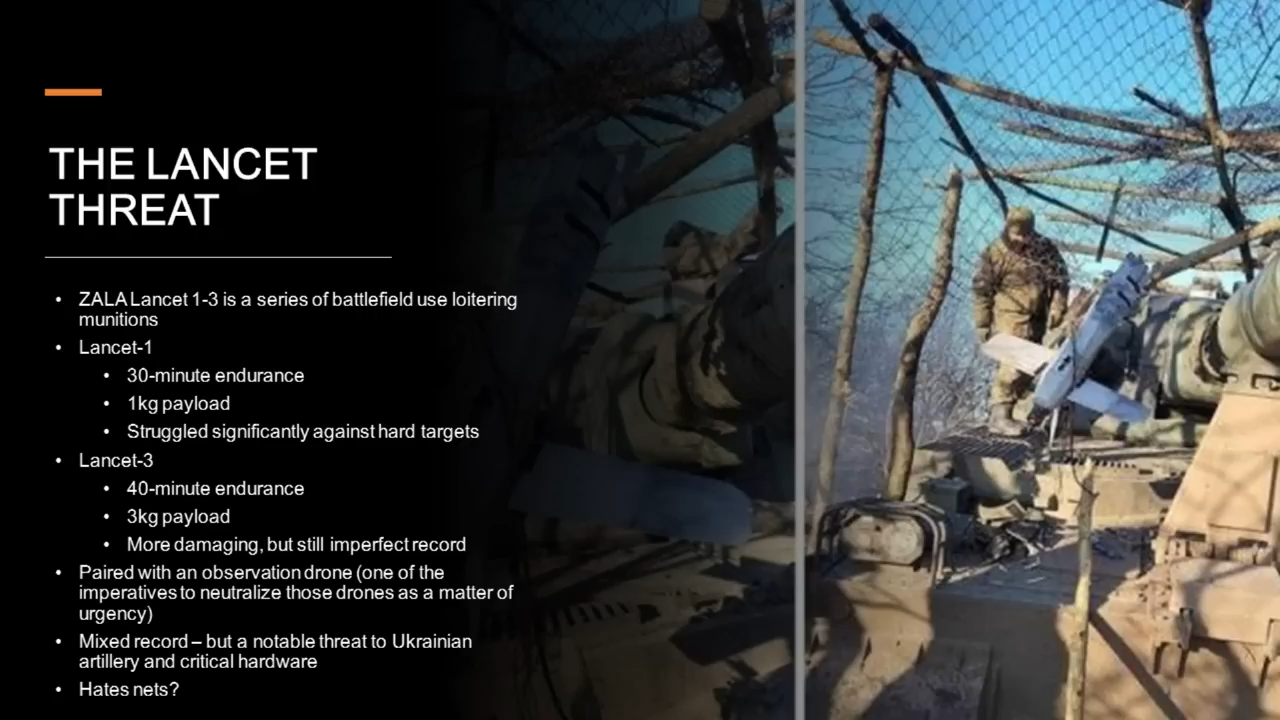 THE LANCET
THREAT
• ZALA Lancet 1-3 is a series of battlefield use loitering
munitions
• Lancet-1
• 30-minute endurance
• 1kg payload
• Struggled significantly against hard targets
• Lancet-3
• 40-minute endurance
• 3kg payload
• More damaging, but still imperfect record
• Paired with an observation drone (one of the
imperatives to neutralize those drones as a matter of
urgency)
• Mixed record – but a notable threat to Ukrainian
artillery and critical hardware
• Hates nets?